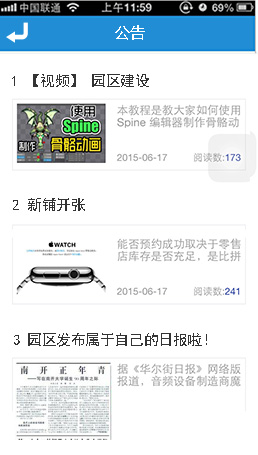 中国联通 上午11:59 69%
公告
1 【视频】 园区建设
使用
Spine
制作 骨骼动画
本教程是教大家如何使用
Spine 编辑器制作骨骼动
2015-06-17 阅读数:173
2 新铺开张
WATCH
能否预约成功取决于零售
店库存是否充足，是比拼
2015-06-17 阅读数:241
3 园区发布属于自己的日报啦！
南开正年青
据《华尔街日报》网络版
报道，音频设备制造商魔